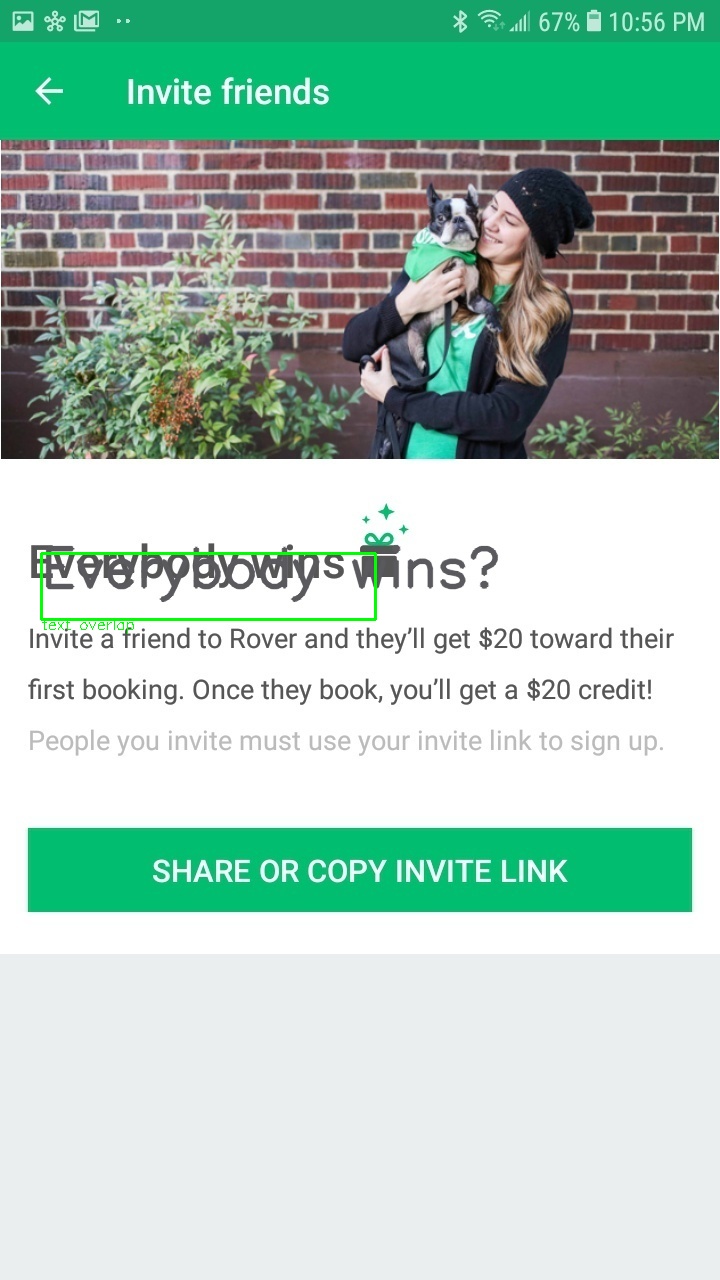 67% 10:56 PM
Invite friends
Everybody wins
Everybody wins?
text_overlap
Invite a friend to Rover and they’ll get $20 toward their
first booking. Once they book, you’ll get a $20 credit!
People you invite must use your invite link to sign up.
SHARE OR COPY INVITE LINK